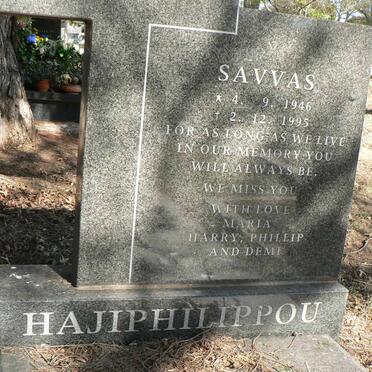 SAVVAS
★ 4. 9. 1946
† 2. 12. 1995
FOR AS LONG AS WE LIVE
IN OUR MEMORY YOU
WILL ALWAYS BE.
WE MISS YOU
WITH LOVE
MARIA
HARRY, PHILLIP
AND DEMI
HAJIPHILIPPOU